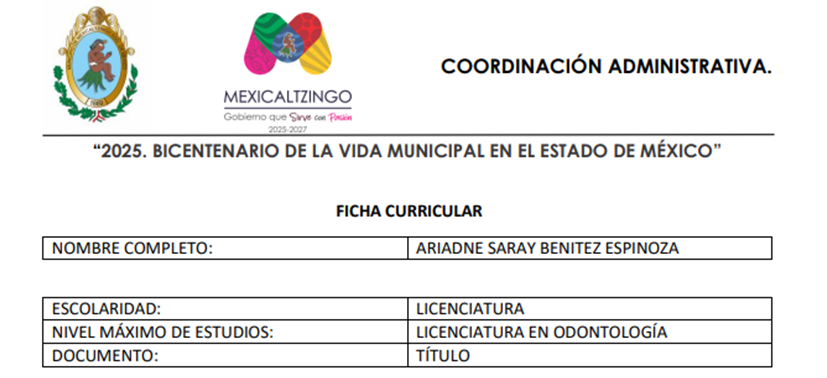 COORDINACIÓN ADMINISTRATIVA.
MEXICALTZINGO
Gobierno que Sirve con Pasión
2025-2027
“2025. BICENTENARIO DE LA VIDA MUNICIPAL EN EL ESTADO DE MÉXICO”
FICHA CURRICULAR
NOMBRE COMPLETO: ARIADNE SARAY BENITEZ ESPINOZA
ESCOLARIDAD: LICENCIATURA
NIVEL MÁXIMO DE ESTUDIOS: LICENCIATURA EN ODONTOLOGÍA
DOCUMENTO: TÍTULO